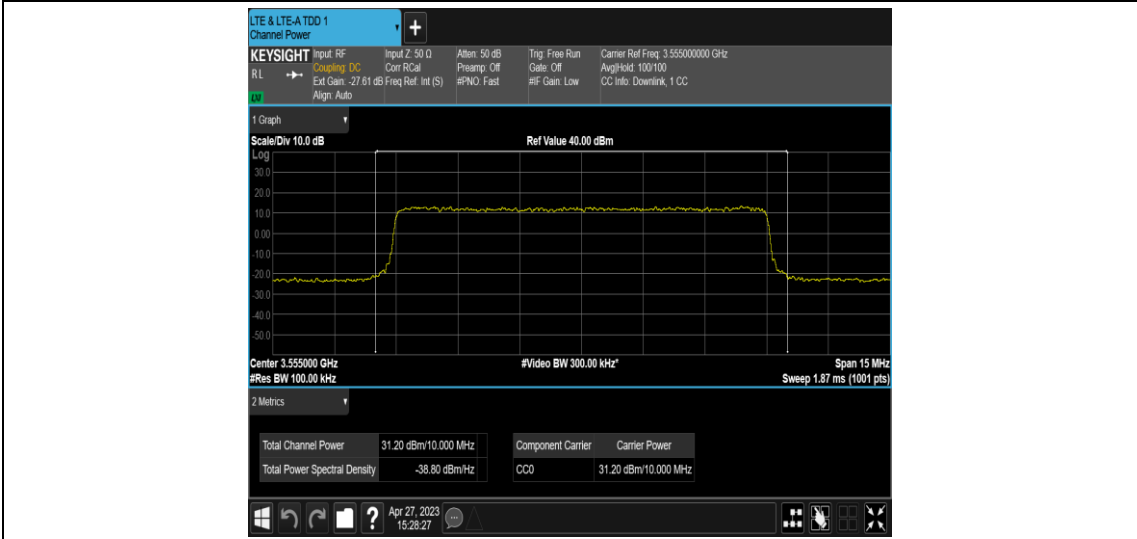 LTE & LTE-A TDD 1
Channel Power
KEYSIGHT
R L
LXI
Input: RF
Coupling: DC
Ext Gain: -27.61 dB
Align: Auto
Input Z: 50 Ω
Corr RCal
Freq Ref: Int (S)
Atten: 50 dB
Preamp: Off
#PNO: Fast
Trig: Free Run
Gate: Off
#IF Gain: Low
Carrier Ref Freq: 3.555000000 GHz
Avg|Hold: 100/100
CC Info: Downlink, 1 CC
1 Graph
Scale/Div 10.0 dB
Ref Value 40.00 dBm
Log
30.0
20.0
10.0
0.00
-10.0
-20.0
-30.0
-40.0
-50.0
Center 3.555000 GHz
#Video BW 300.00 kHz*
Span 15 MHz
#Res BW 100.00 kHz
Sweep 1.87 ms (1001 pts)
2 Metrics
Total Channel Power 31.20 dBm/10.000 MHz
Total Power Spectral Density -38.80 dBm/Hz
Component Carrier Carrier Power
CC0 31.20 dBm/10.000 MHz
?
Apr 27, 2023
15:28:27